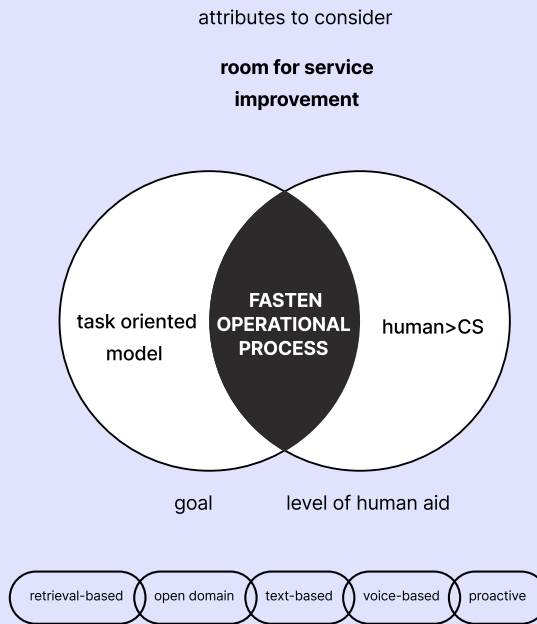 attributes to consider
room for service
improvement
task oriented
model
FASTEN
OPERATIONAL
PROCESS
human>CS
goal
level of human aid
retrieval-based
open domain
text-based
voice-based
proactive